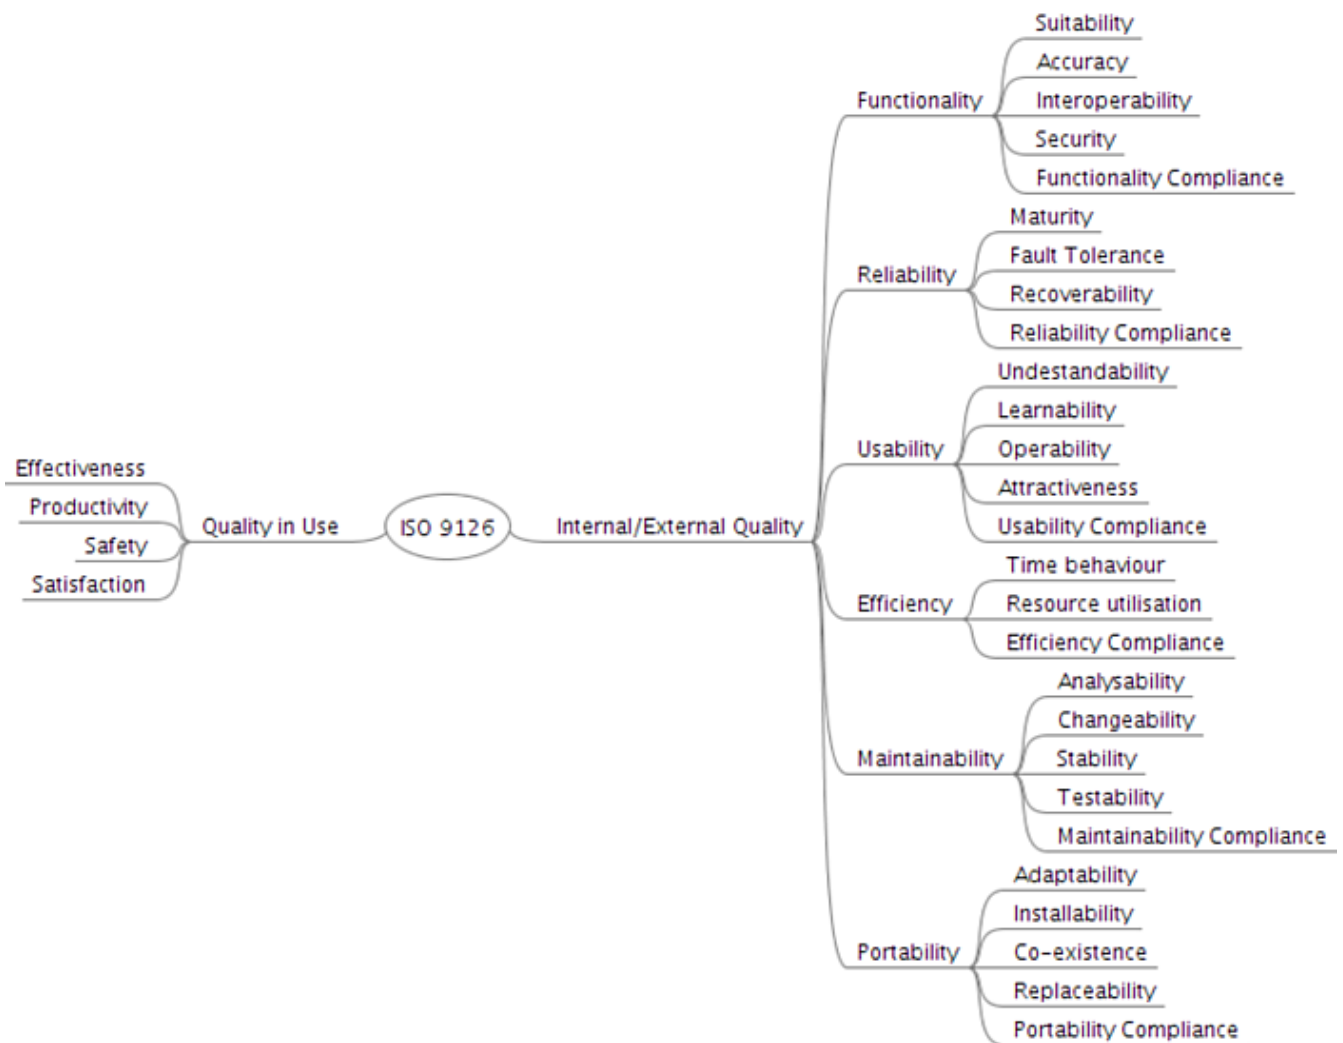 Suitability
Accuracy
Functionality
Interoperability
Security
Functionality Compliance
Maturity
Fault Tolerance
Reliability
Recoverability
Reliability Compliance
Undestandability
Learnability
Usability
Operability
Attractiveness
Usability Compliance
Effectiveness
Productivity
Safety
Satisfaction
Quality in Use
ISO 9126
Internal/External Quality
Time behaviour
Efficiency
Resource utilisation
Efficiency Compliance
Analysability
Changeability
Maintainability
Stability
Testability
Maintainability Compliance
Adaptability
Installability
Portability
Co-existence
Replaceability
Portability Compliance